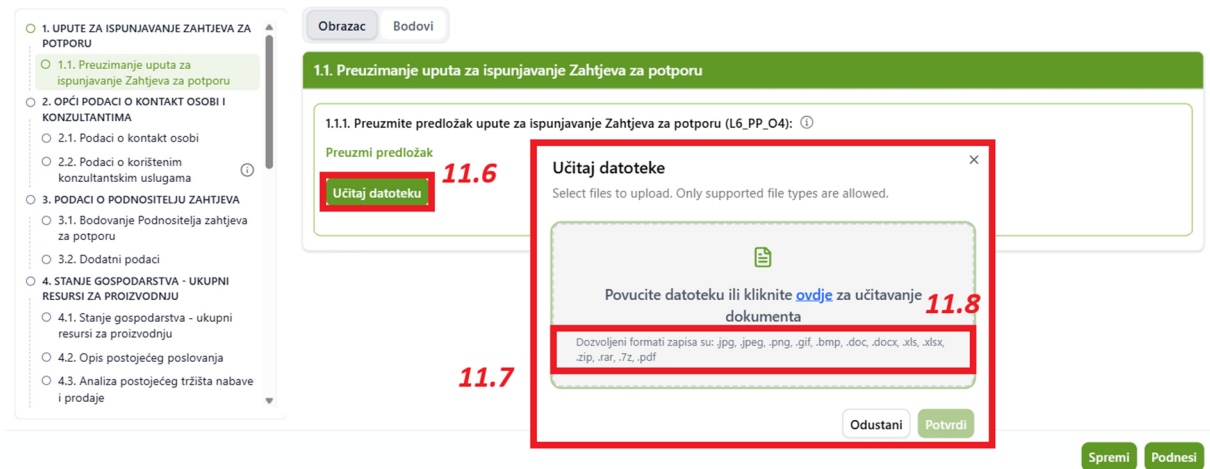 1. UPUTE ZA ISPUNJAVANJE ZAHTJEVA ZA
POTPORU
1.1. Preuzimanje uputa za
ispunjavanje Zahtjeva za potporu
2. OPĆI PODACI O KONTAKT OSOBI I
KONZULTANTIMA
2.1. Podaci o kontakt osobi
2.2. Podaci o korištenim
konzultantskim uslugama
3. PODACI O PODNOSITELJU ZAHTJEVA
3.1. Bodovanje Podnositelja zahtjeva
za potporu
3.2. Dodatni podaci
4. STANJE GOSPODARSTVA - UKUPNI
RESURSI ZA PROIZVODNJU
4.1. Stanje gospodarstva - ukupni
resursi za proizvodnju
4.2. Opis postojećeg poslovanja
4.3. Analiza postojećeg tržišta nabave
i prodaje
Obrazac Bodovi
1.1. Preuzimanje uputa za ispunjavanje Zahtjeva za potporu
1.1.1. Preuzmite predložak upute za ispunjavanje Zahtjeva za potporu (L6_PP_O4):
Preuzmi predložak
Učitaj datoteku
11.6
Učitaj datoteke
Select files to upload. Only supported file types are allowed.
Povucite datoteku ili kliknite ovdje za učitavanje
dokumenta
11.8
Dozvoljeni formati zapisa su: .jpg, .jpeg, .png, .gif, .bmp, .doc, .docx, .xls, .xlsx,
.zip, .rar, .7z, .pdf
11.7
Odustani Potvrdi
Spremi Podnesi